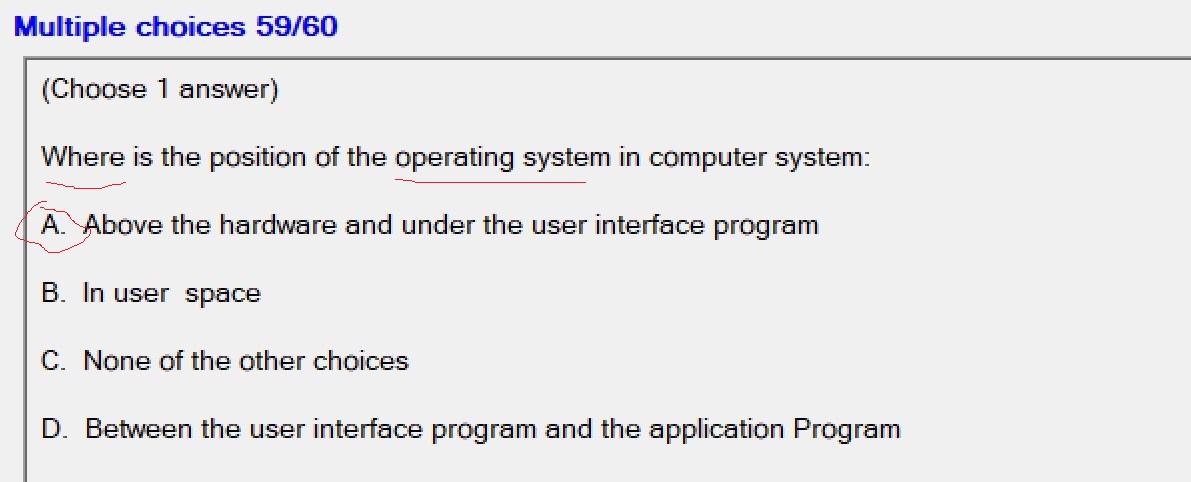 Multiple choices 59/60
(Choose 1 answer)
Where is the position of the operating system in computer system:
A. Above the hardware and under the user interface program
B. In user space
C. None of the other choices
D. Between the user interface program and the application Program